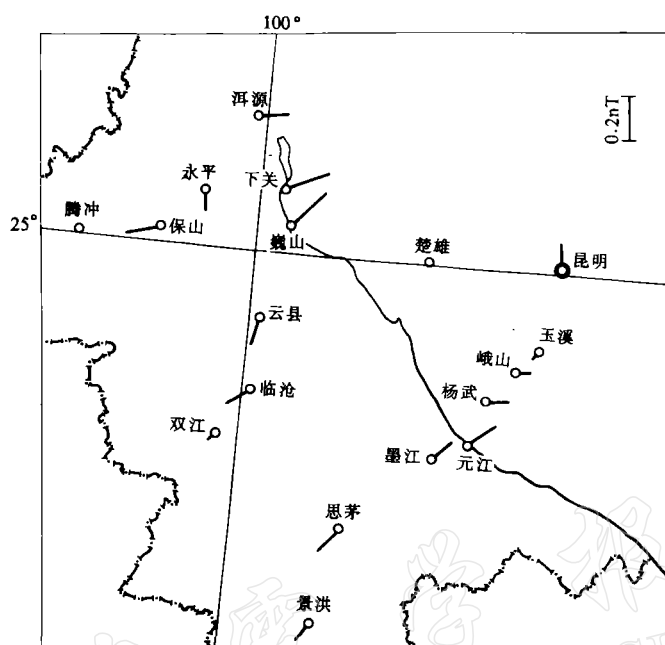 100°
洱源
0.2nT
永平
下关
腾冲
25°
保山
巍山
楚雄
昆明
云县
玉溪
峨山
临沧
杨武
双江
墨江
元江
思茅
景洪
学报